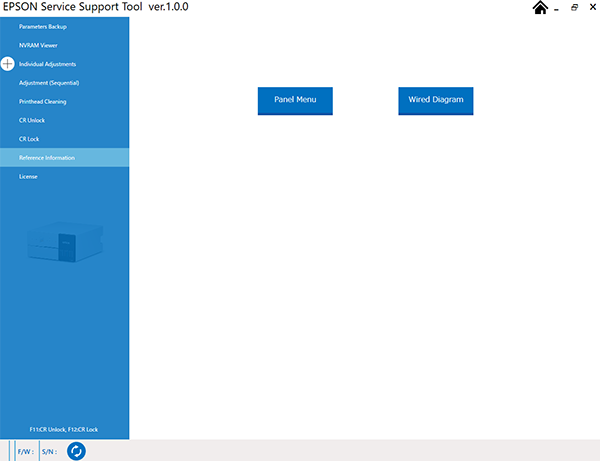 EPSON Service Support Tool ver.1.0.0
Parameters Backup
NVRAM Viewer
Individual Adjustments
Adjustment (Sequential)
Printhead Cleaning
CR Unlock
CR Lock
Reference Information
License
Panel Menu
Wired Diagram
F11:CR Unlock, F12:CR Lock
F/W : S/N :